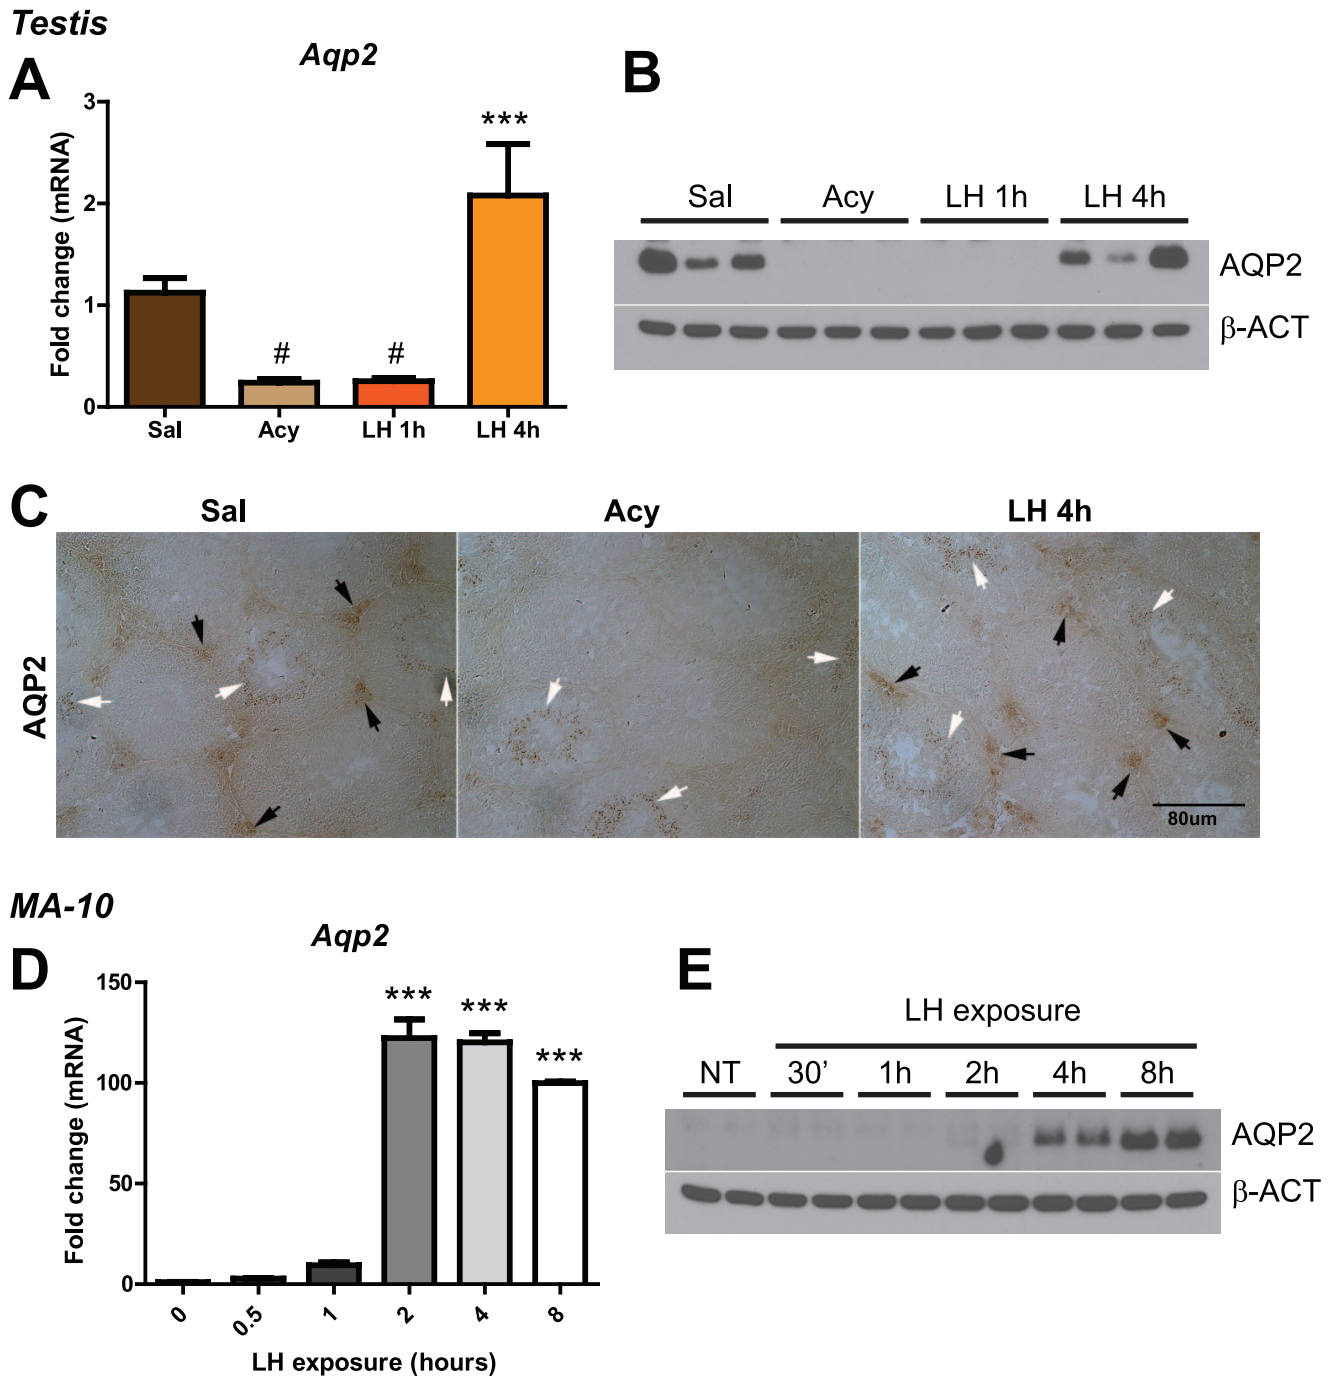 Testis
A
Aqp2
Fold change (mRNA)
3
2
1
0
***
# #
Sal Acy LH 1h LH 4h
B
Sal Acy LH 1h LH 4h
AQP2
β-ACT
C
Sal Acy LH 4h
AQP2
80um
MA-10
D
Aqp2
Fold change (mRNA)
150
100
50
0
*** *** ***
0 0.5 1 2 4 8
LH exposure (hours)
E
LH exposure
NT 30’ 1h 2h 4h 8h
AQP2
β-ACT